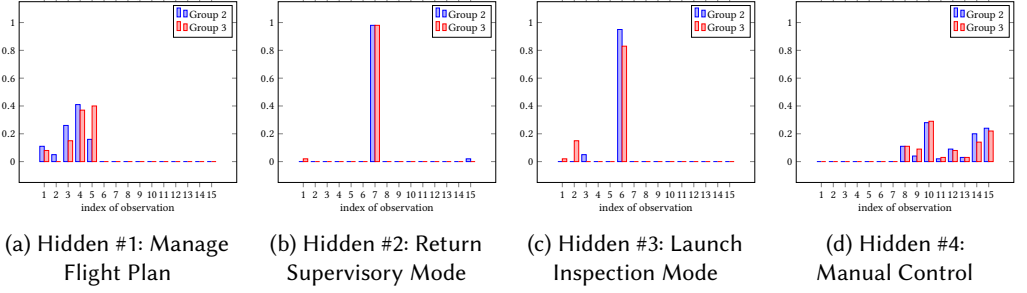 Group 2
Group 3
1
0.8
0.6
0.4
0.2
0
1 2 3 4 5 6 7 8 9 10 11 12 13 14 15
index of observation
(a) Hidden #1: Manage
Flight Plan
Group 2
Group 3
1
0.8
0.6
0.4
0.2
0
1 2 3 4 5 6 7 8 9 10 11 12 13 14 15
index of observation
(b) Hidden #2: Return
Supervisory Mode
Group 2
Group 3
1
0.8
0.6
0.4
0.2
0
1 2 3 4 5 6 7 8 9 10 11 12 13 14 15
index of observation
(c) Hidden #3: Launch
Inspection Mode
Group 2
Group 3
1
0.8
0.6
0.4
0.2
0
1 2 3 4 5 6 7 8 9 10 11 12 13 14 15
index of observation
(d) Hidden #4:
Manual Control